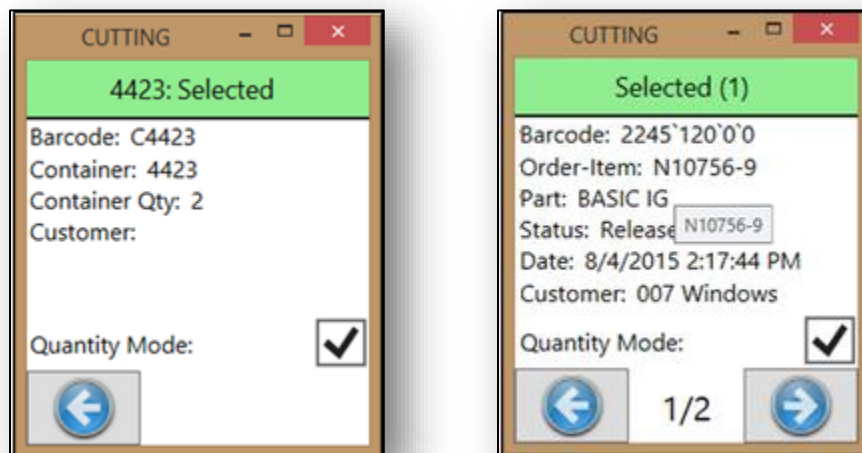 CUTTING
4423: Selected
Barcode: C4423
Container: 4423
Container Qty: 2
Customer:
Quantity Mode:
CUTTING
Selected (1)
Barcode: 2245`120`0`0
Order-Item: N10756-9
Part: BASIC IG
Status: Release
N10756-9
Date: 8/4/2015 2:17:44 PM
Customer: 007 Windows
Quantity Mode:
1/2